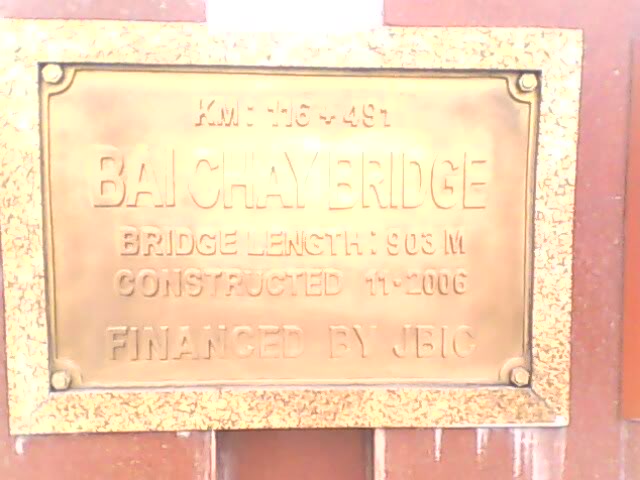 KM: 116 + 491
BAI CHAY BRIDGE
BRIDGE LENGTH: 903 M
CONSTRUCTED 11-2006
FINANCED BY JBIC